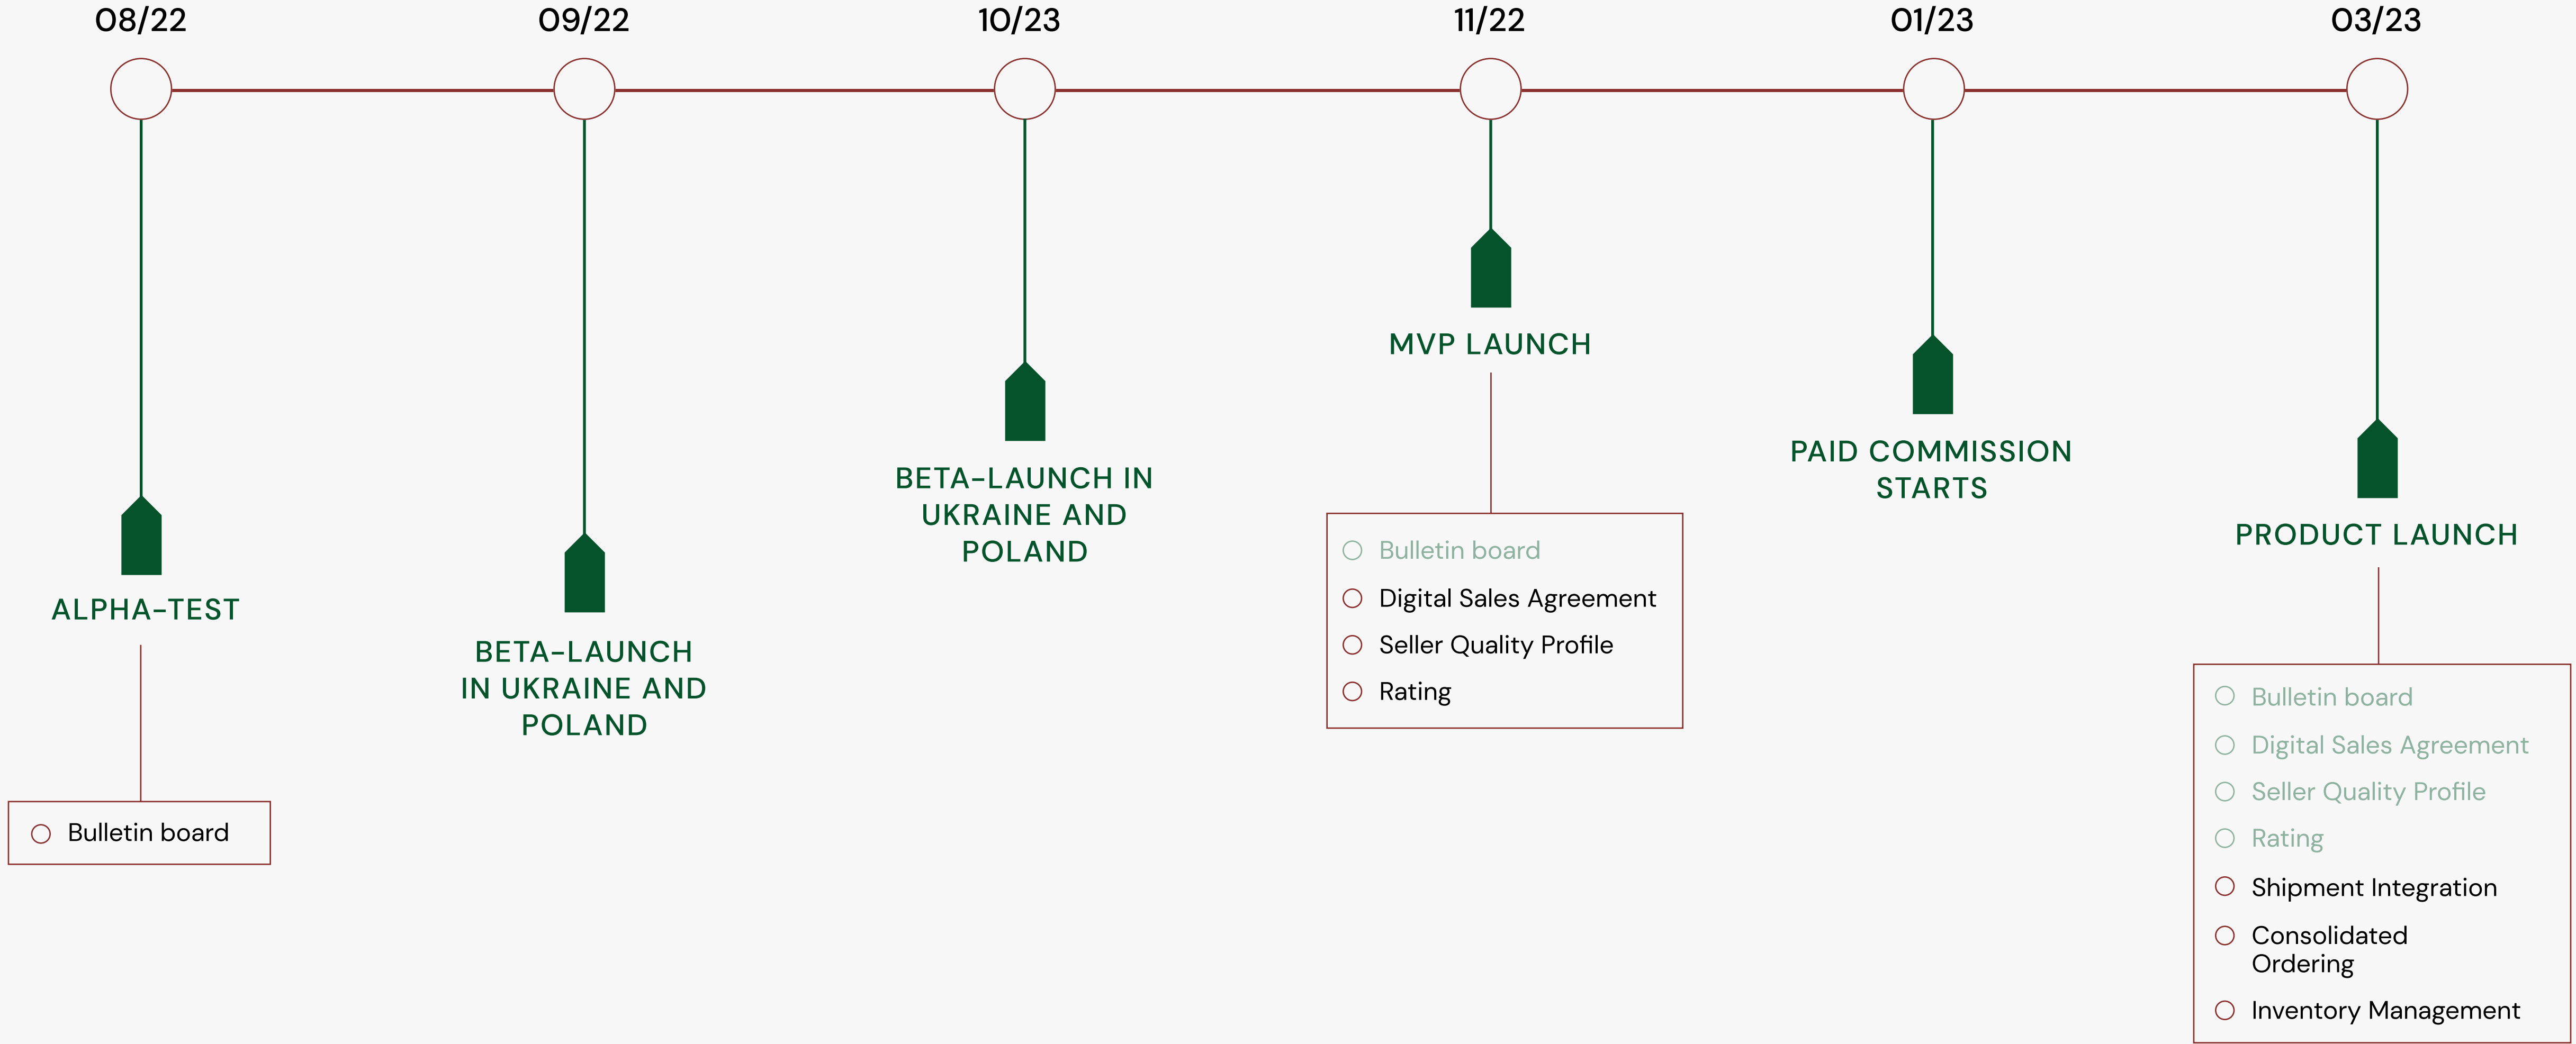 08/22
09/22
10/23
11/22
01/23
03/23
ALPHA-TEST
Bulletin board
BETA-LAUNCH
IN UKRAINE AND
POLAND
BETA-LAUNCH IN
UKRAINE AND
POLAND
MVP LAUNCH
Bulletin board
Digital Sales Agreement
Seller Quality Profile
Rating
PAID COMMISSION
STARTS
PRODUCT LAUNCH
Bulletin board
Digital Sales Agreement
Seller Quality Profile
Rating
Shipment Integration
Consolidated
Ordering
Inventory Management